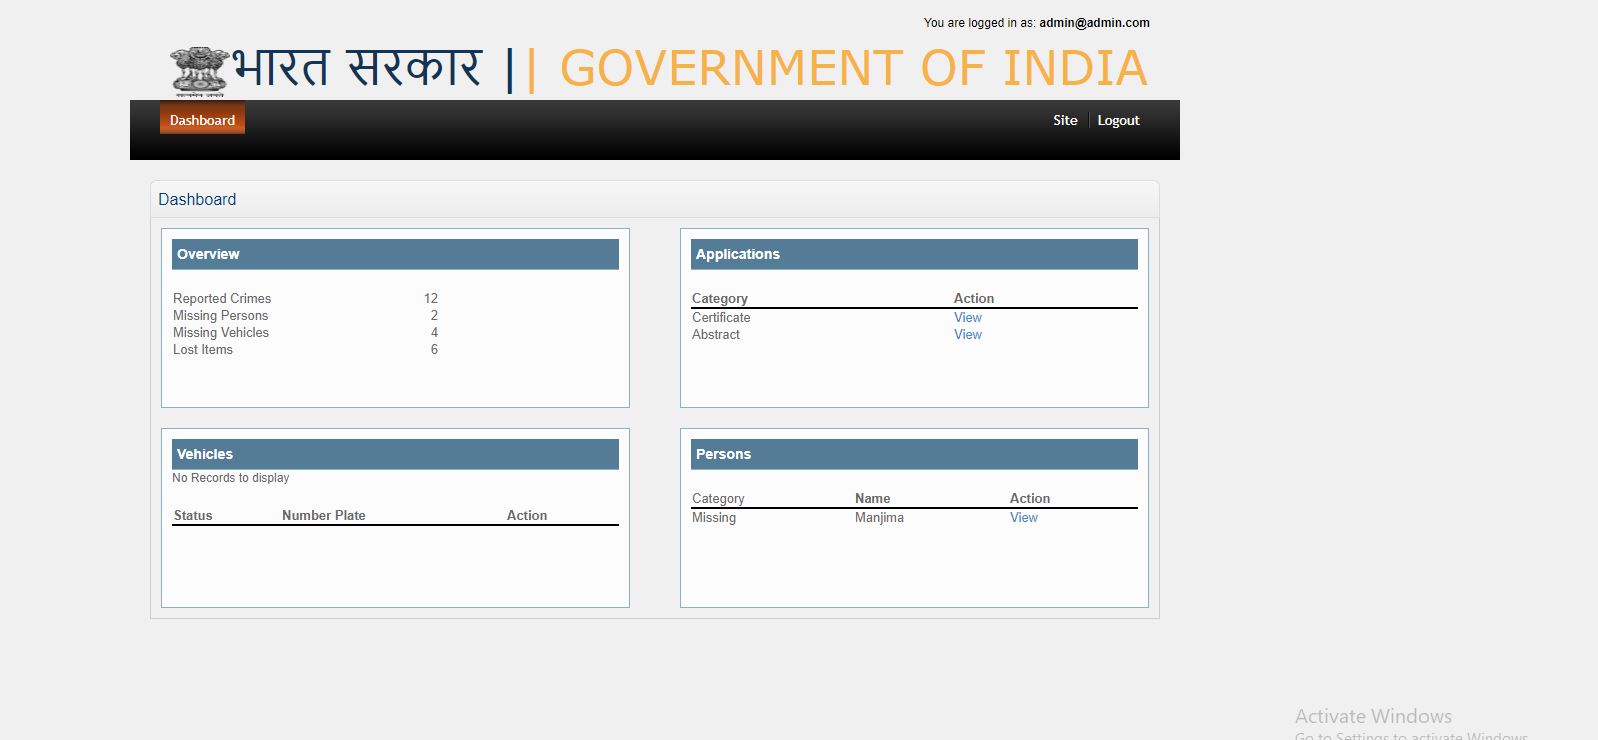 You are logged in as: admin@admin.com
भारत सरकार || GOVERNMENT OF INDIA
Dashboard Site Logout
Dashboard
Overview
Reported Crimes 12
Missing Persons 2
Missing Vehicles 4
Lost Items 6
Applications
Category Action
Certificate View
Abstract View
Vehicles
No Records to display
Status Number Plate Action
Persons
Category Name Action
Missing Manjima View
Activate Windows
Go to Settings to activate Windows